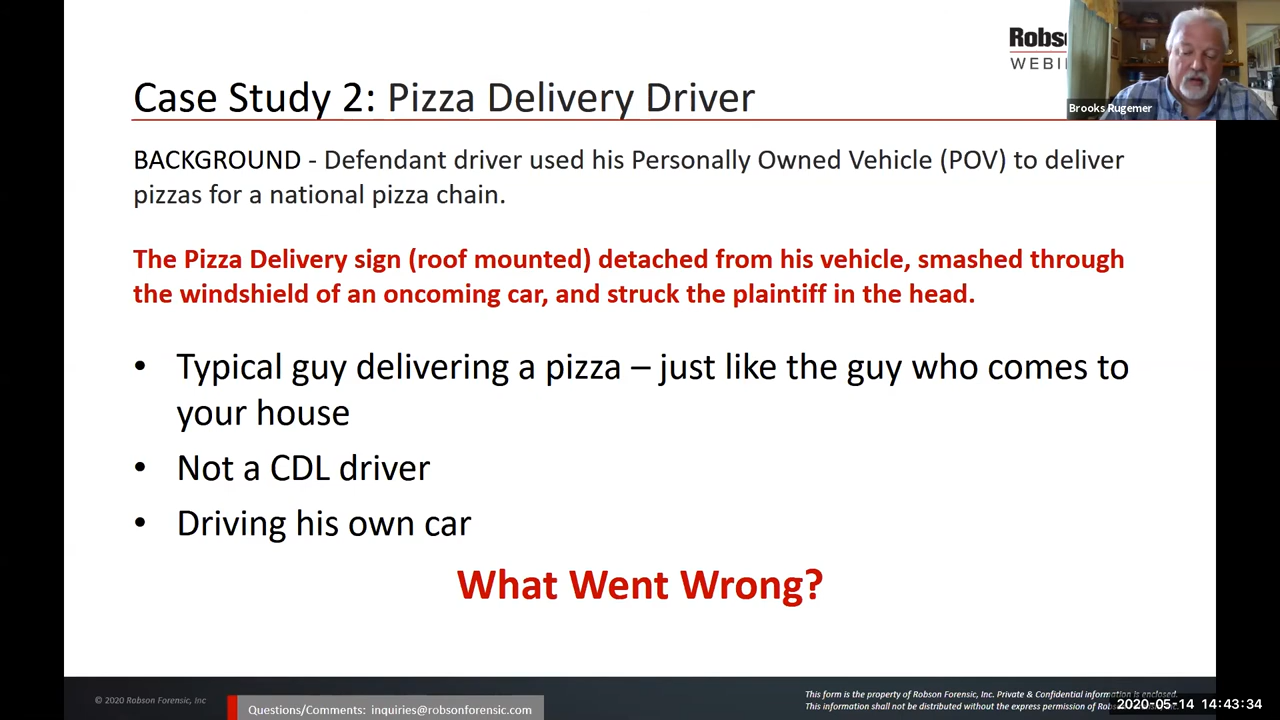 Robs
WEBI
Brooks Rugemer
Case Study 2: Pizza Delivery Driver
BACKGROUND - Defendant driver used his Personally Owned Vehicle (POV) to deliver
pizzas for a national pizza chain.
The Pizza Delivery sign (roof mounted) detached from his vehicle, smashed through
the windshield of an oncoming car, and struck the plaintiff in the head.
• Typical guy delivering a pizza – just like the guy who comes to
your house
• Not a CDL driver
• Driving his own car
What Went Wrong?
© 2020 Robson Forensic, Inc
Questions/Comments: inquiries@robsonforensic.com
This form is the property of Robson Forensic, Inc. Private & Confidential information is enclosed.
This information shall not be distributed without the express permission of Rob
2020-05-14 14:43:34